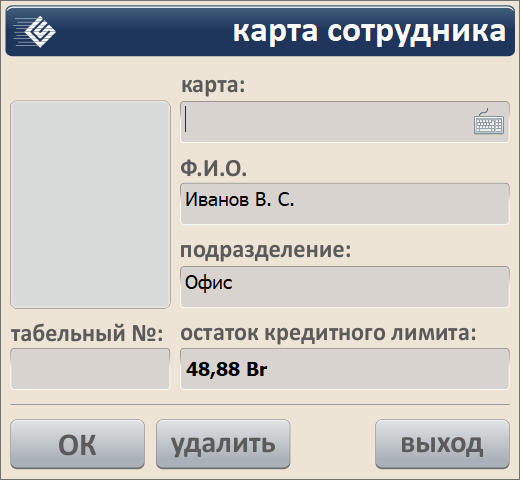 карта сотрудника
карта:
Ф.И.О.
Иванов В. С.
подразделение:
Офис
табельный №:
остаток кредитного лимита:
48,88 Br
ОК
удалить
выход